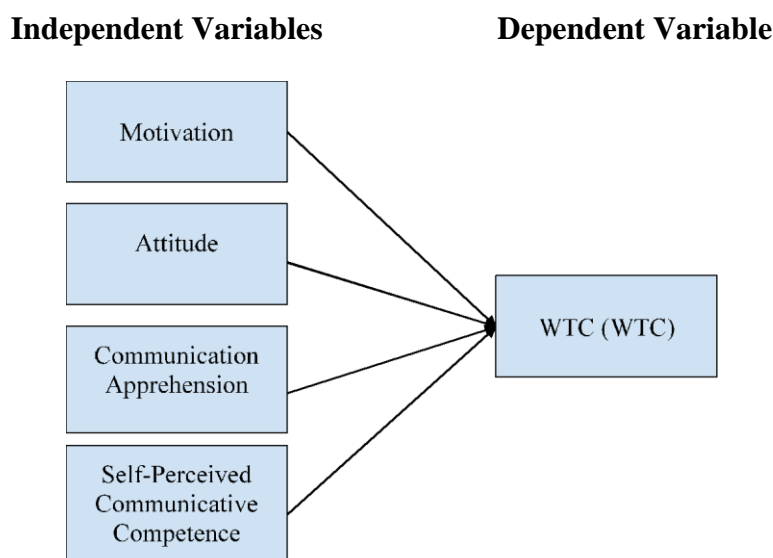 Independent Variables
Dependent Variable
Motivation
Attitude
Communication
Apprehension
Self-Perceived
Communicative
Competence
WTC (WTC)